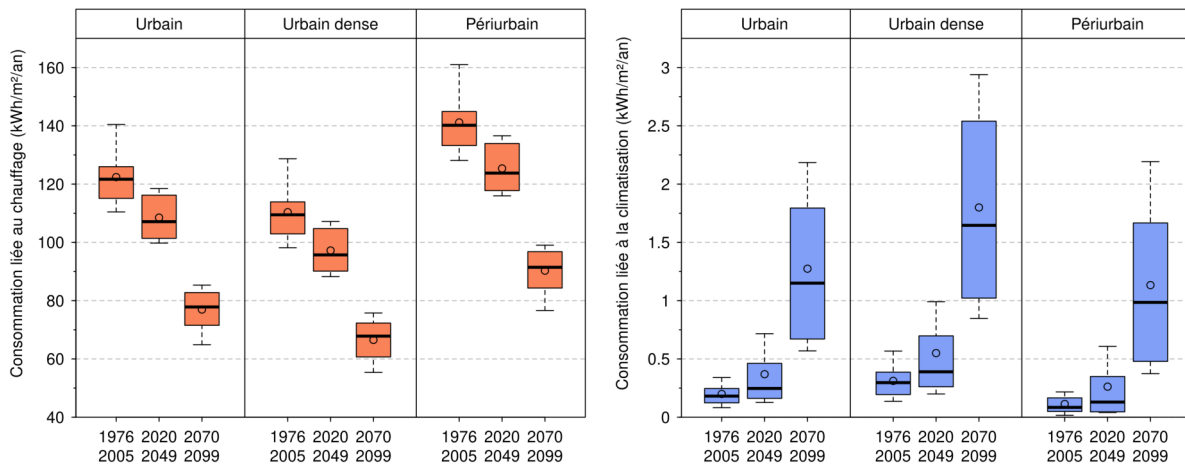 Urbain Urbain dense Périurbain
Consommation liée au chauffage (kWh/m²/an)
160
140
120
100
80
60
40
1976 2020 2070 1976 2020 2070 1976 2020 2070
2005 2049 2099 2005 2049 2099 2005 2049 2099
Urbain Urbain dense Périurbain
Consommation liée à la climatisation (kWh/m²/an)
3
2.5
2
1.5
1
0.5
0
1976 2020 2070 1976 2020 2070 1976 2020 2070
2005 2049 2099 2005 2049 2099 2005 2049 2099